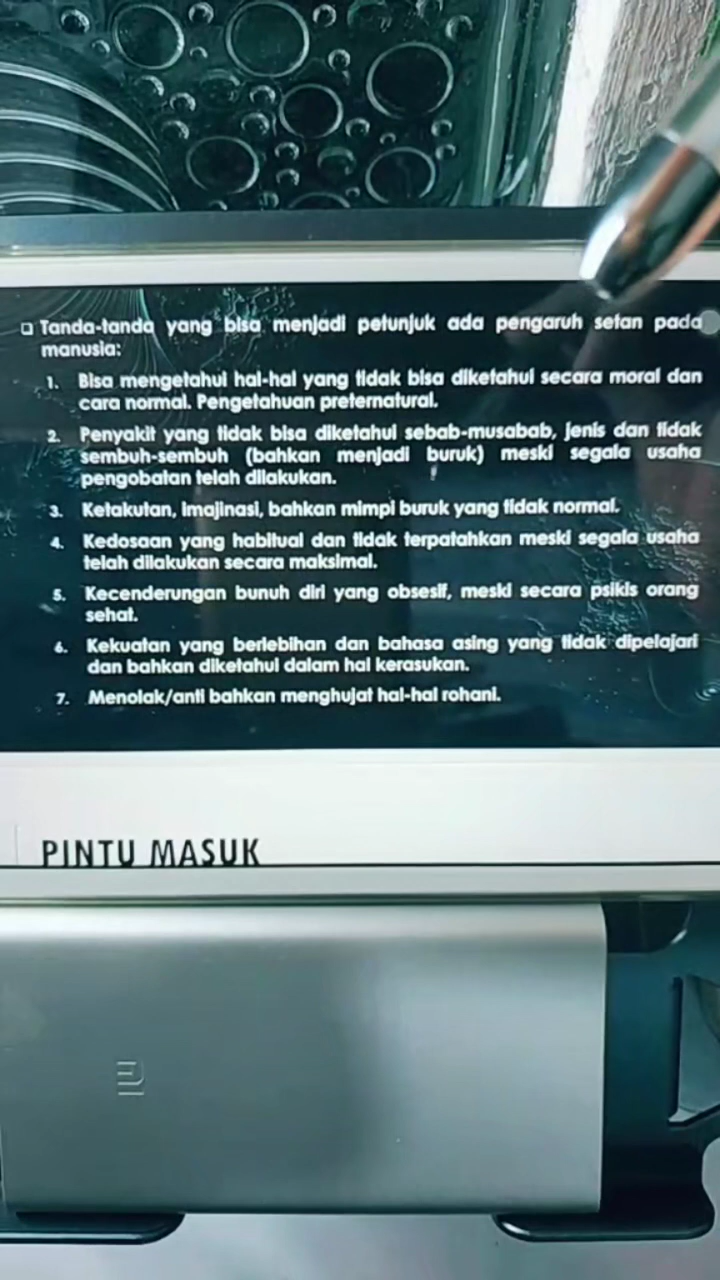 ❑ Tanda-tanda yang bisa menjadi petunjuk ada pengaruh setan pada
manusia:
1. Bisa mengetahui hal-hal yang tidak bisa diketahui secara moral dan
cara normal. Pengetahuan preternatural.
2. Penyakit yang tidak bisa diketahui sebab-musabab, jenis dan tidak
sembuh-sembuh (bahkan menjadi buruk) meski segala usaha
pengobatan telah dilakukan.
3. Ketakutan, imajinasi, bahkan mimpi buruk yang tidak normal.
4. Kedosaan yang habitual dan tidak terpatahkan meski segala usaha
telah dilakukan secara maksimal.
5. Kecenderungan bunuh diri yang obsesif, meski secara psikis orang
sehat.
6. Kekuatan yang berlebihan dan bahasa asing yang tidak dipelajari
dan bahkan diketahui dalam hal kerasukan.
7. Menolak/anti bahkan menghujat hal-hal rohani.
PINTU MASUK